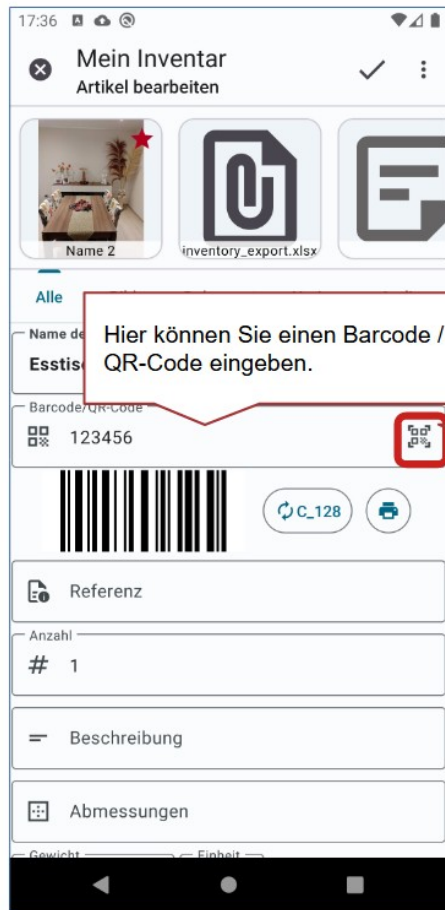 17:36
Mein Inventar
Artikel bearbeiten
Name 2
inventory_export.xlsx
Alle
Hier können Sie einen Barcode /
QR-Code eingeben.
Name de
Esstis
Barcode/QR-Code
123456
C_128
Referenz
Anzahl
# 1
Beschreibung
Abmessungen
Gewicht
Einheit